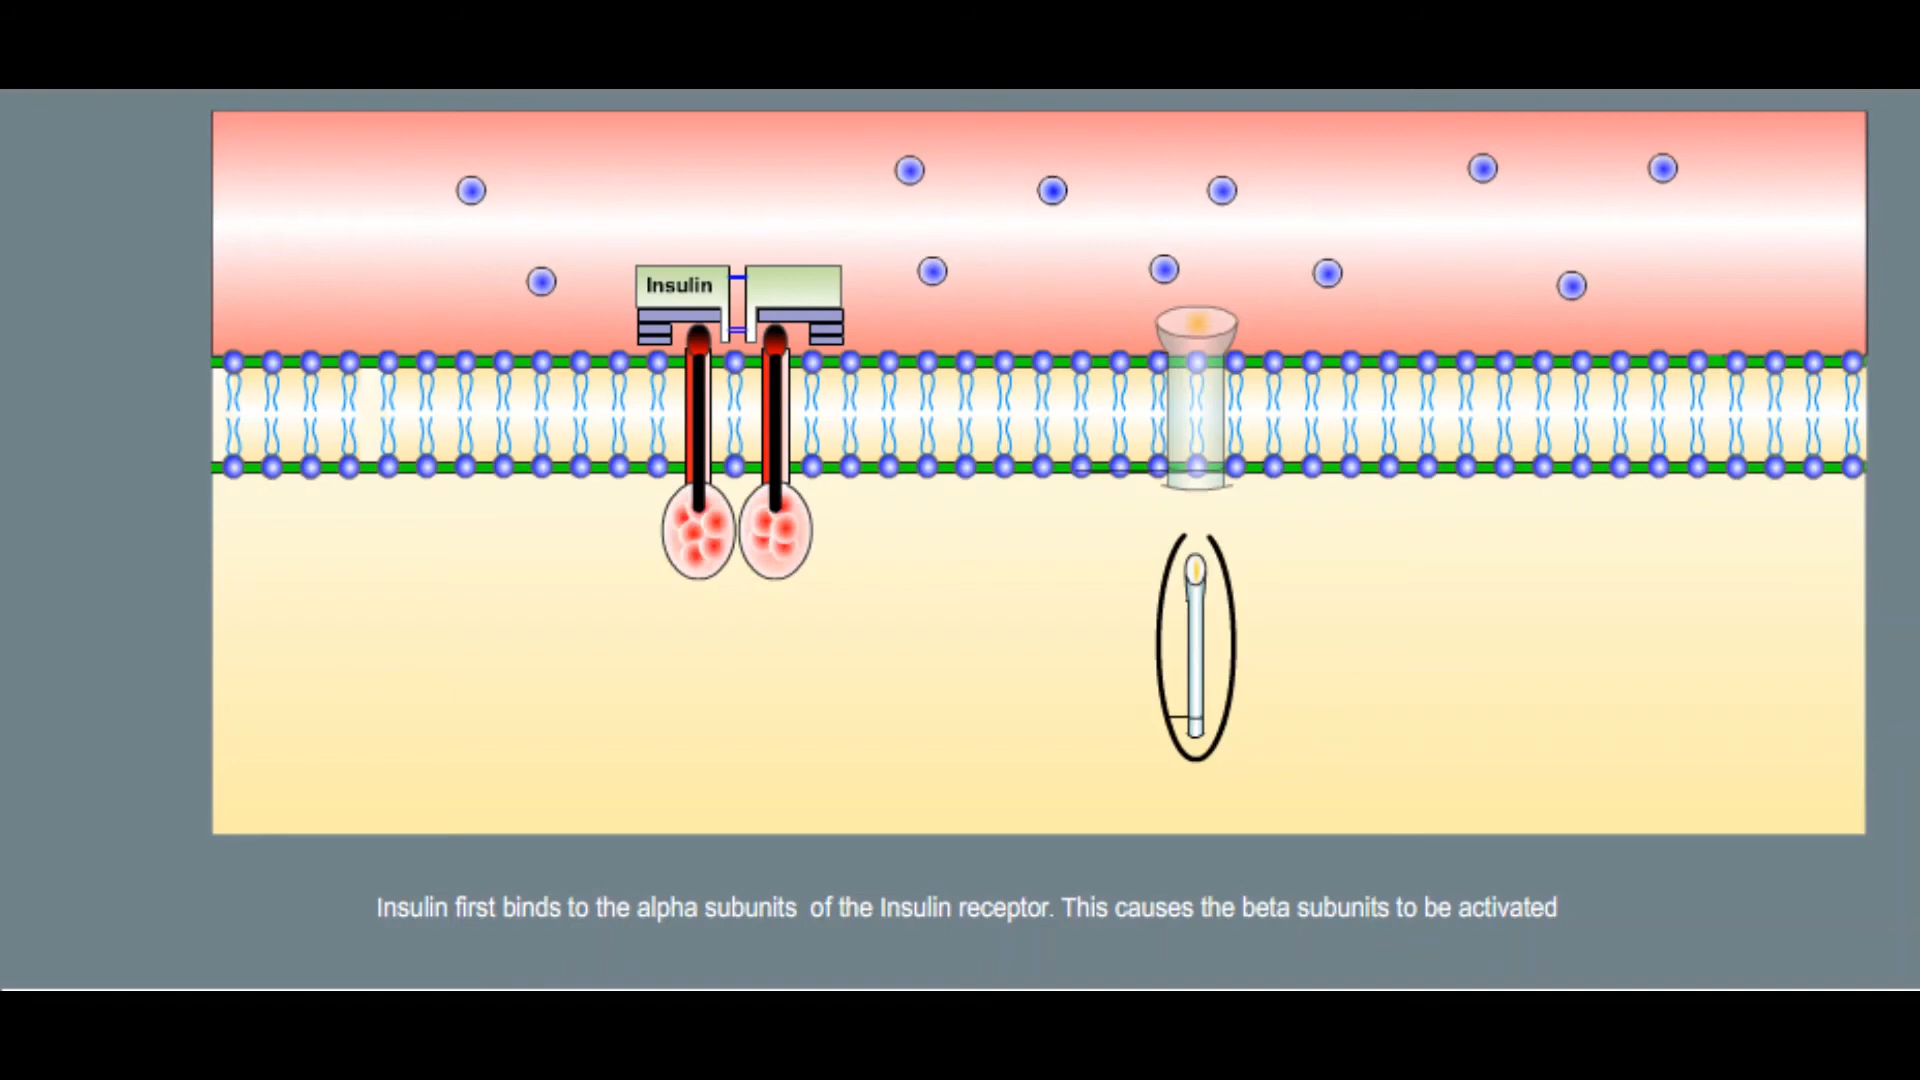 Insulin
Insulin first binds to the alpha subunits  of the Insulin receptor. This causes the beta subunits to be activated